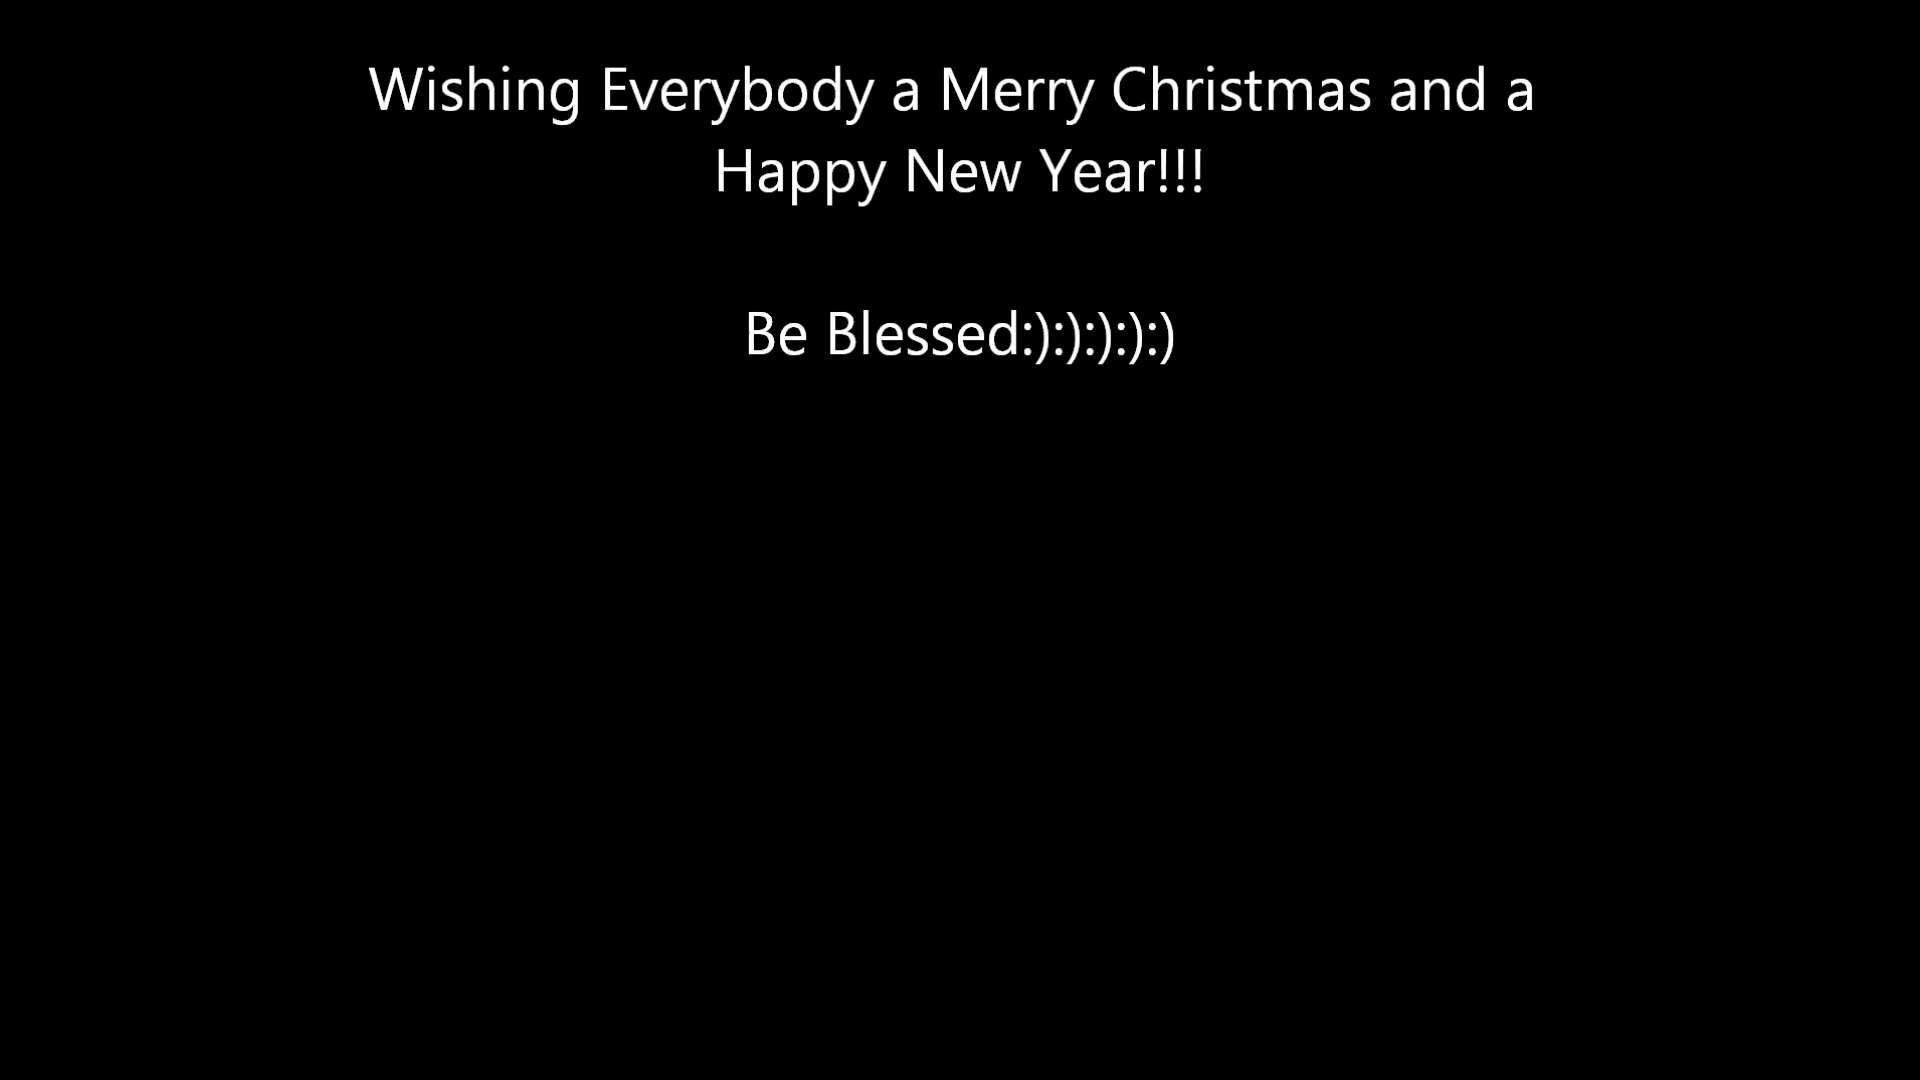 Wishing Everybody a Merry Christmas and a
Happy New Year!!!
Be Blessed:):):):):)